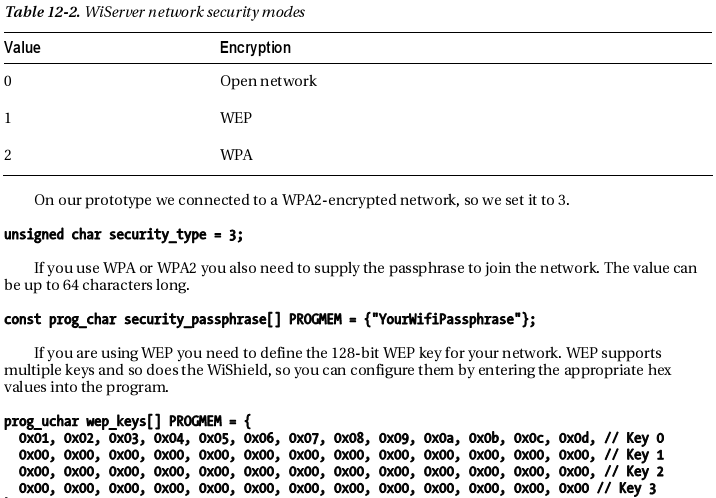 Table 12-2. WiServer network security modes
Value Encryption
0 Open network
1 WEP
2 WPA
On our prototype we connected to a WPA2-encrypted network, so we set it to 3.
unsigned char security_type = 3;
If you use WPA or WPA2 you also need to supply the passphrase to join the network. The value can
be up to 64 characters long.
const prog_char security_passphrase[] PROGMEM = {"YourWifiPassphrase"};
If you are using WEP you need to define the 128-bit WEP key for your network. WEP supports
multiple keys and so does the WiShield, so you can configure them by entering the appropriate hex
values into the program.
prog_uchar wep_keys[] PROGMEM = {
0x01, 0x02, 0x03, 0x04, 0x05, 0x06, 0x07, 0x08, 0x09, 0x0a, 0x0b, 0x0c, 0x0d, // Key 0
0x00, 0x00, 0x00, 0x00, 0x00, 0x00, 0x00, 0x00, 0x00, 0x00, 0x00, 0x00, 0x00, // Key 1
0x00, 0x00, 0x00, 0x00, 0x00, 0x00, 0x00, 0x00, 0x00, 0x00, 0x00, 0x00, 0x00, // Key 2
0x00, 0x00, 0x00, 0x00, 0x00, 0x00, 0x00, 0x00, 0x00, 0x00, 0x00, 0x00, 0x00 // Key 3